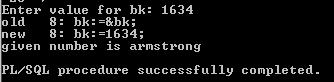 Enter value for bk: 1634
old   8: bk:=&bk;
new   8: bk:=1634;
given number is armstrong
PL/SQL procedure successfully completed.